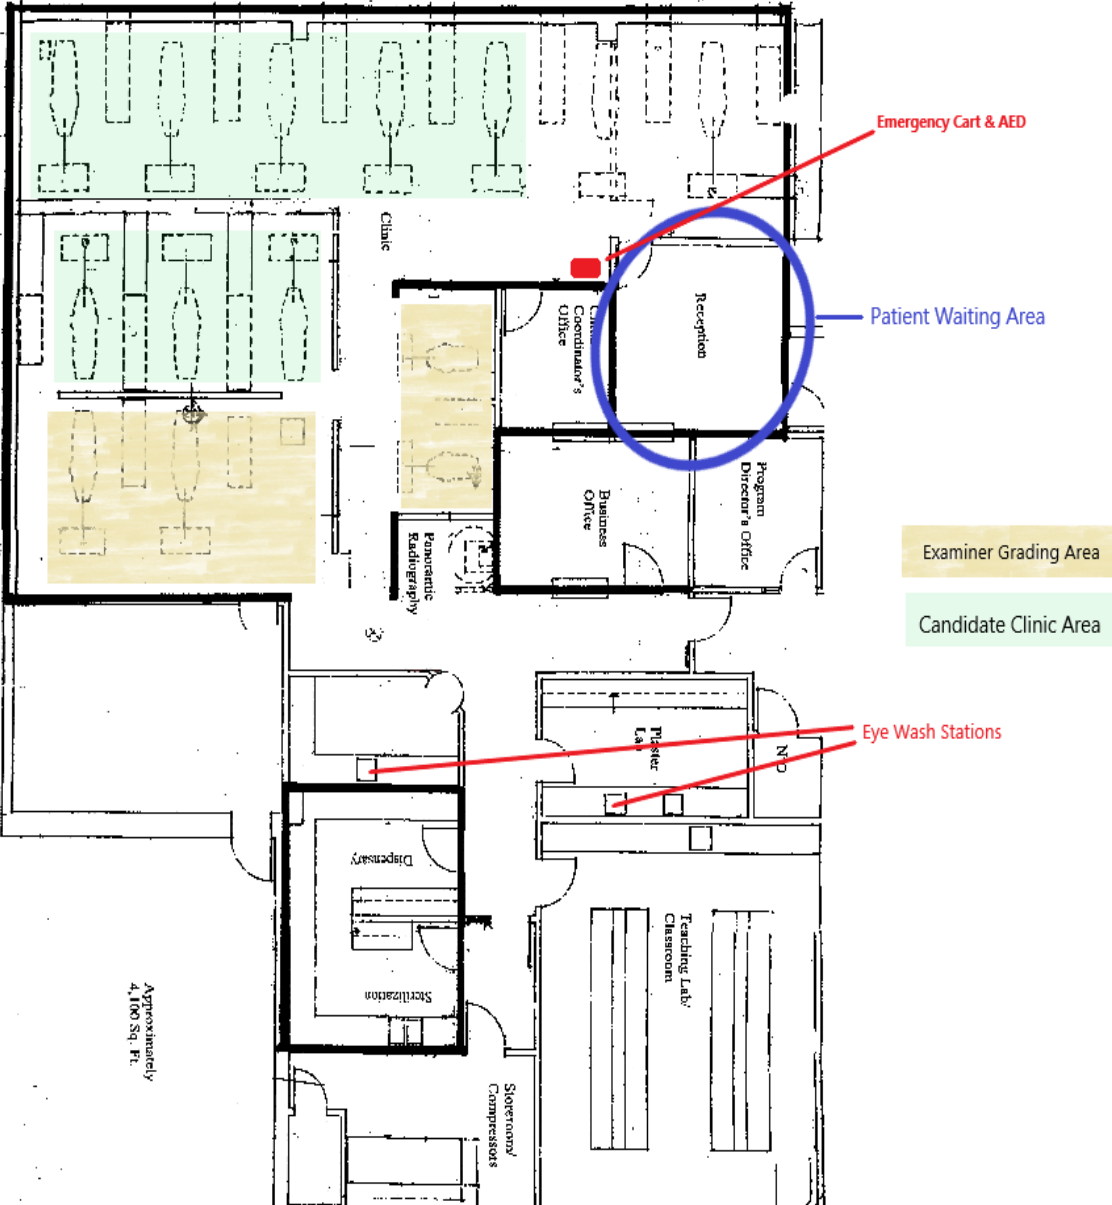 Emergency Cart & AED
Clinic
Reception
Coordinator's
Office
Patient Waiting Area
Program
Director's Office
Business
Office
Panoramic
Radiography
Examiner Grading Area
Candidate Clinic Area
Eye Wash Stations
Plaster
Lab
Dispensary
Sterilization
Teaching Lab/
Classroom
Approximately
4,100 Sq. Ft.
Storeroom/
Compressors